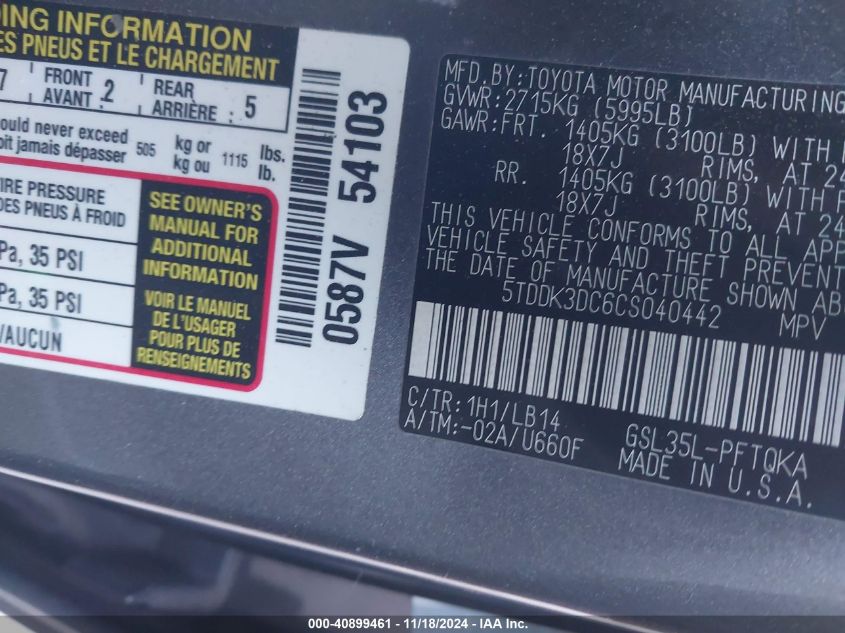 DING INFORMATION
DES PNEUS ET LE CHARGEMENT
7 FRONT AVANT : 2 REAR ARRIÈRE : 5
ould never exceed
oit jamais dépasser 505 kg or kg ou 1115 lbs. lb.
IRE PRESSURE
DES PNEUS À FROID
Pa, 35 PSI
Pa, 35 PSI
/AUCUN
SEE OWNER'S
MANUAL FOR
ADDITIONAL
INFORMATION
VOIR LE MANUEL
DE L'USAGER
POUR PLUS DE
RENSEIGNEMENTS
0587V 54103
MFD.BY:TOYOTA MOTOR MANUFACTURING
GVWR:2715KG (5995LB)
GAWR:FRT. 1405KG (3100LB) WITH
18X7J RIMS, AT 24
RR. 1405KG (3100LB) WITH
18X7J RIMS, AT 24
THIS VEHICLE CONFORMS TO ALL APP
VEHICLE SAFETY AND THEFT PREVENT
THE DATE OF MANUFACTURE SHOWN AB
5TDDK3DC6CS040442 MPV
C/TR:1H1/LB14
A/TM:-02A/U660F
GSL35L-PFTQKA
MADE IN U.S.A.
000-40899461 - 11/18/2024 - IAA Inc.